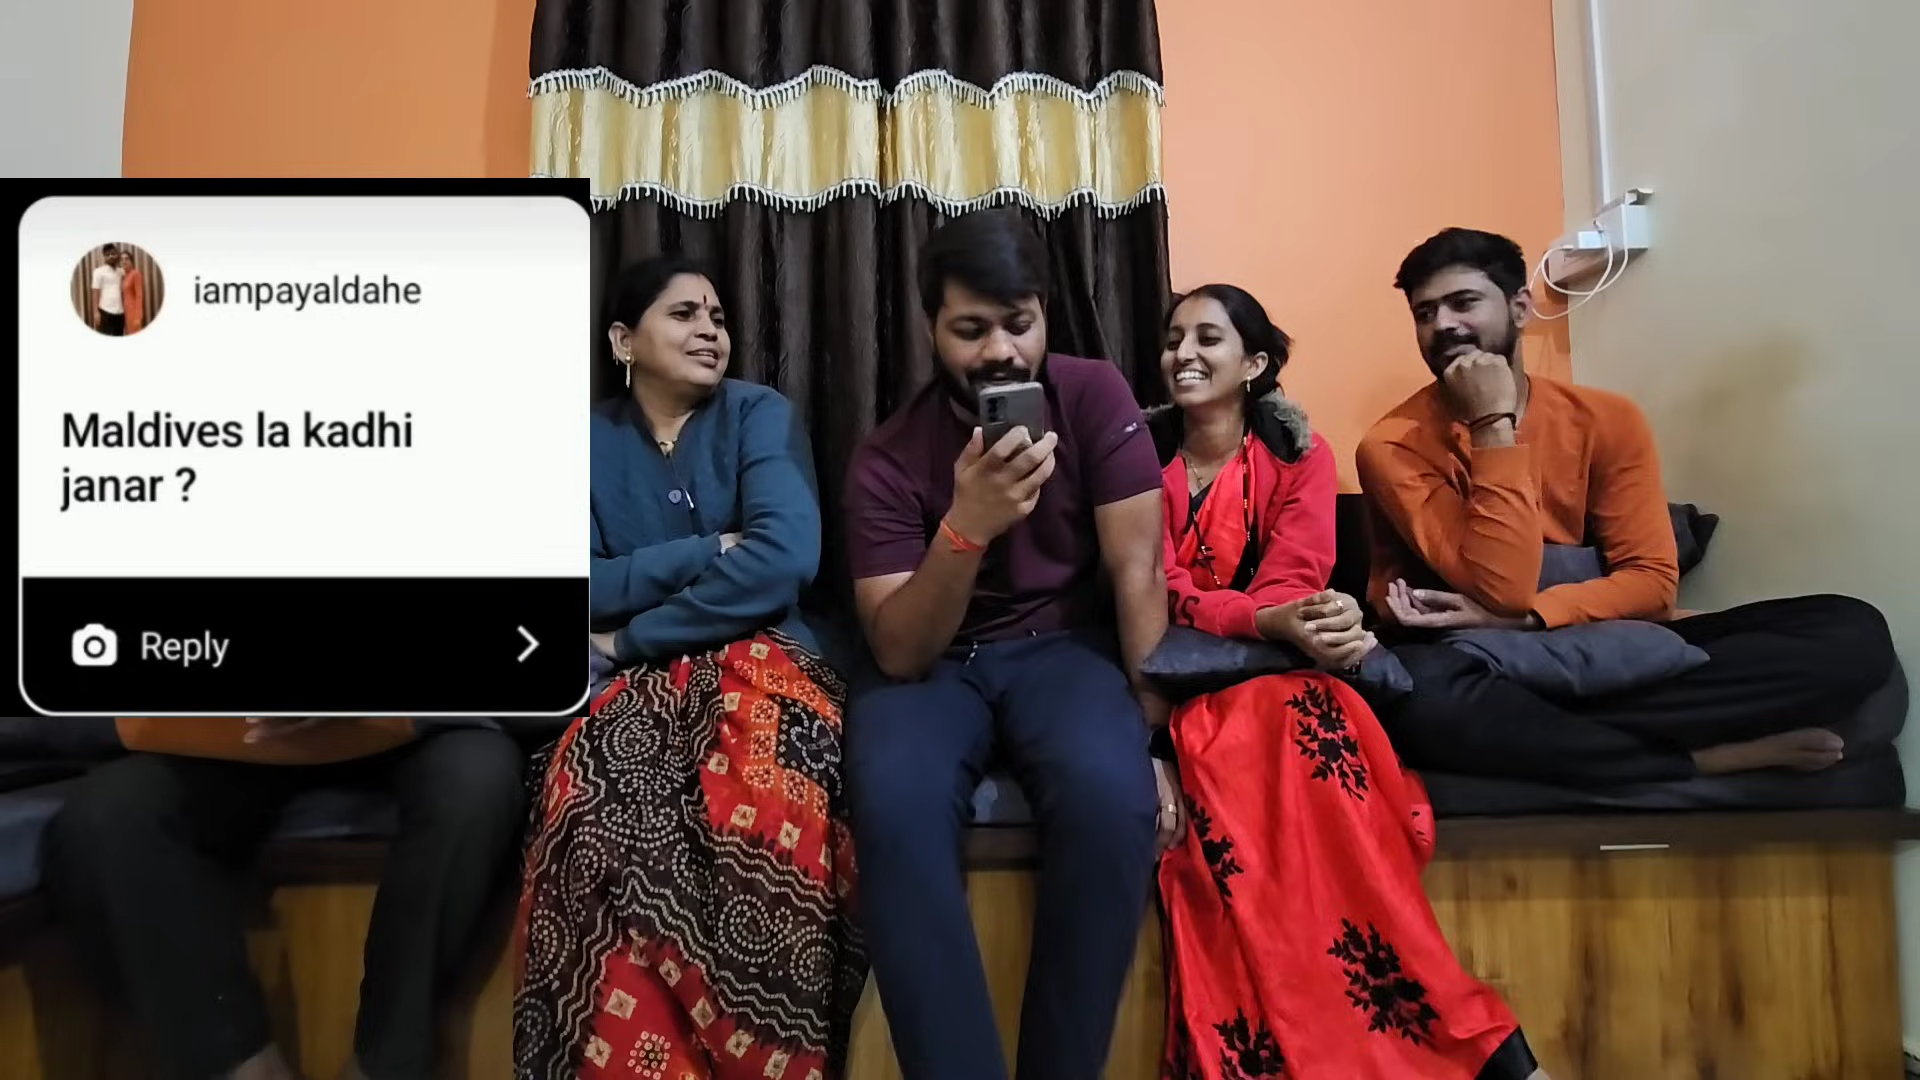 iampayaldahe
Maldives la kadhi
janar ?
Reply